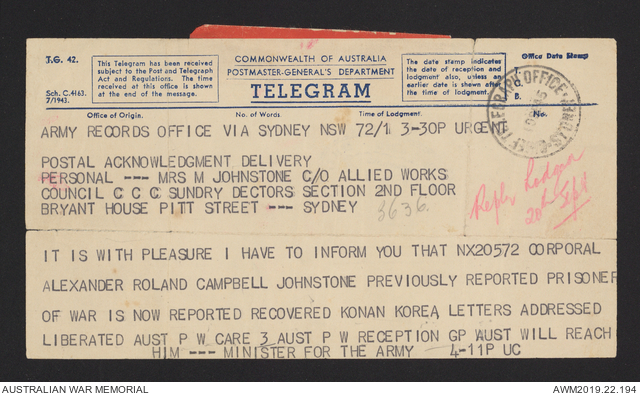 T.G. 42.
Sch. C.4163.
7/1943.
This Telegram has been received
subject to the Post and Telegraph
Act and Regulations. The time
received at this office is shown
at the end of the message.
COMMONWEALTH OF AUSTRALIA
POSTMASTER-GENERAL'S DEPARTMENT
TELEGRAM
The date stamp indicates
the date of reception and
lodgment also, unless an
earlier date is shown after
the time of lodgment.
Office Date Stamp
B.
TELEGRAPH OFFICE
SYDNEY
Office of Origin. No. of Words. Time of Lodgment. No.
ARMY RECORDS OFFICE VIA SYDNEY NSW 72/1 3-30P URGENT
POSTAL ACKNOWLEDGMENT DELIVERY
PERSONAL --- MRS M JOHNSTONE C/O ALLIED WORKS
COUNCIL C C C SUNDRY DECTORS SECTION 2ND FLOOR
BRYANT HOUSE PITT STREET --- SYDNEY
3636.
Reply Lodged
20th Sept
IT IS WITH PLEASURE I HAVE TO INFORM YOU THAT NX20572 CORPORAL
ALEXANDER ROLAND CAMPBELL JOHNSTONE PREVIOUSLY REPORTED PRISONER
OF WAR IS NOW REPORTED RECOVERED KONAN KOREA LETTERS ADDRESSED
LIBERATED AUST P W CARE 3 AUST P W RECEPTION GP AUST WILL REACH
HIM --- MINISTER FOR THE ARMY 4-11P UC
AUSTRALIAN WAR MEMORIAL
AWM2019.22.194